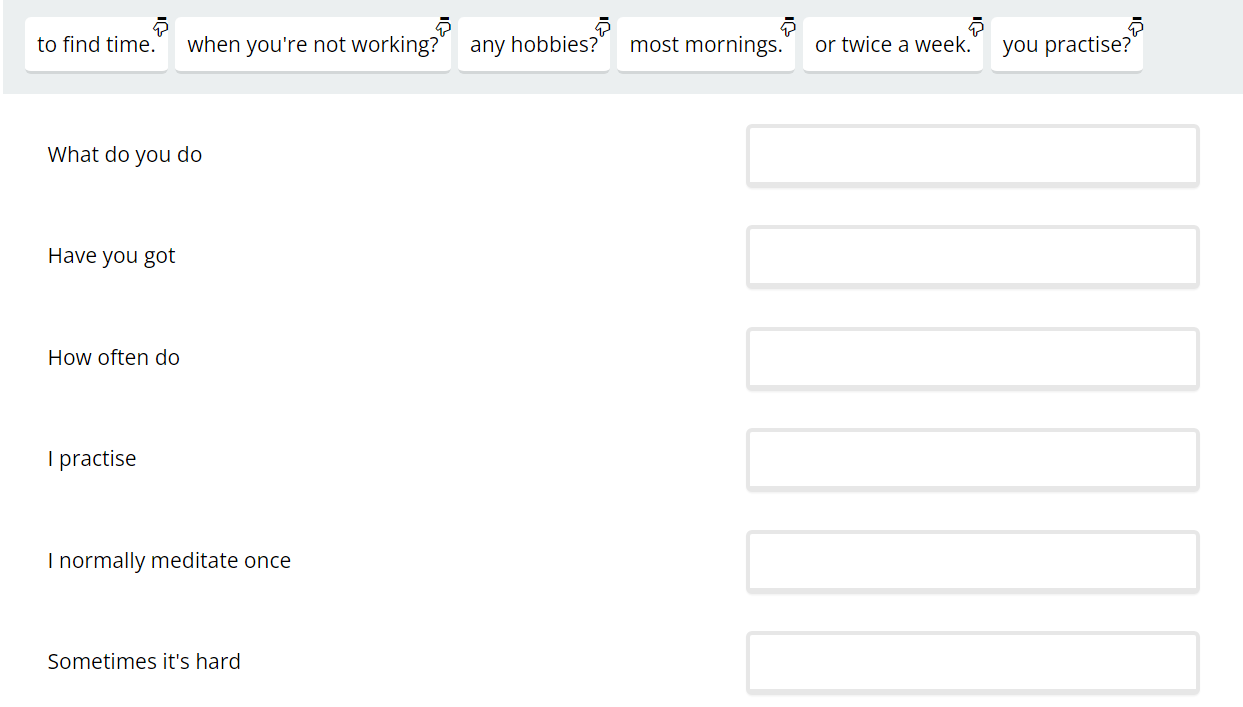 to find time. when you're not working? any hobbies? most mornings. or twice a week. you practise?
What do you do
Have you got
How often do
I practise
I normally meditate once
Sometimes it's hard